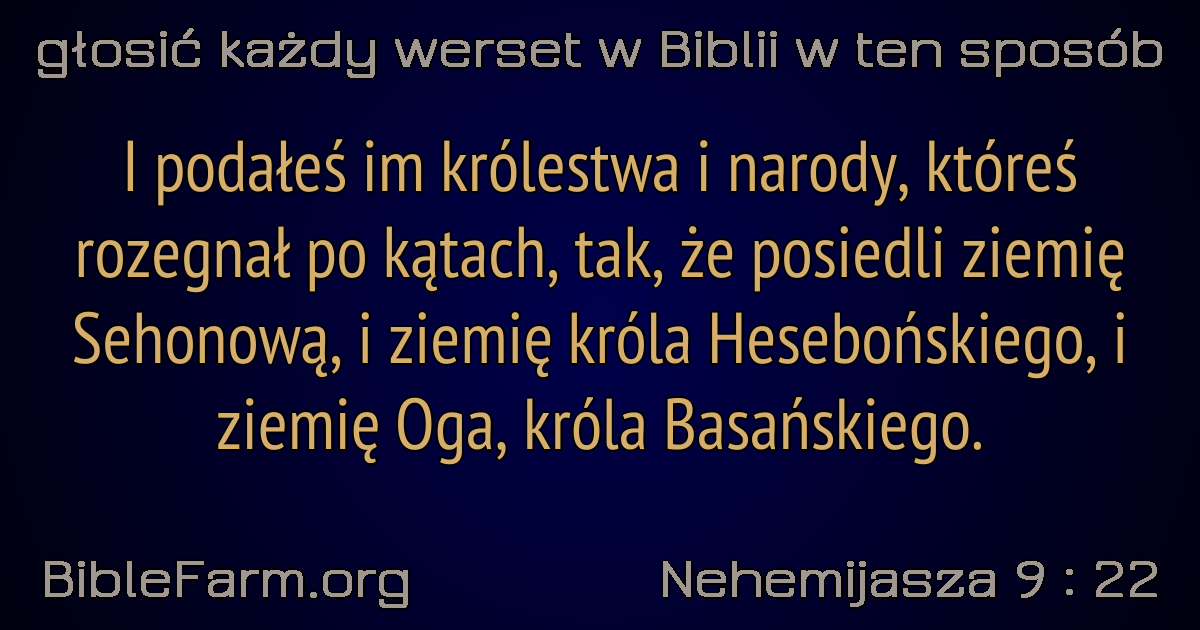 głosić każdy werset w Biblii w ten sposób
I podałeś im królestwa i narody, któreś
rozegnał po kątach, tak, że posiedli ziemię
Sehonową, i ziemię króla Hesebońskiego, i
ziemię Oga, króla Basańskiego.
BibleFarm.org
Nehemijasza 9 : 22